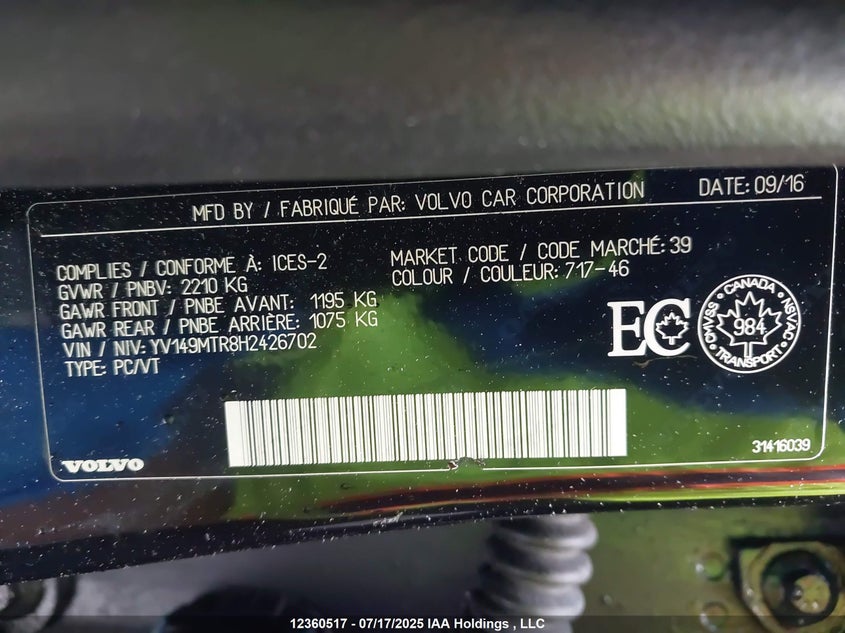 MFD BY / FABRIQUÉ PAR: VOLVO CAR CORPORATION
DATE: 09/16
COMPLIES / CONFORME À: ICES-2
GVWR / PNBV: 2210 KG
GAWR FRONT / PNBE AVANT: 1195 KG
GAWR REAR / PNBE ARRIÈRE: 1075 KG
VIN / NIV: YV149MTR8H2426702
TYPE: PC/VT
MARKET CODE / CODE MARCHÉ: 39
COLOUR / COULEUR: 717-46
EC
CANADA
CMVSS
NSVAC
984
TRANSPORT
VOLVO
31416039
12360517 - 07/17/2025 IAA Holdings , LLC